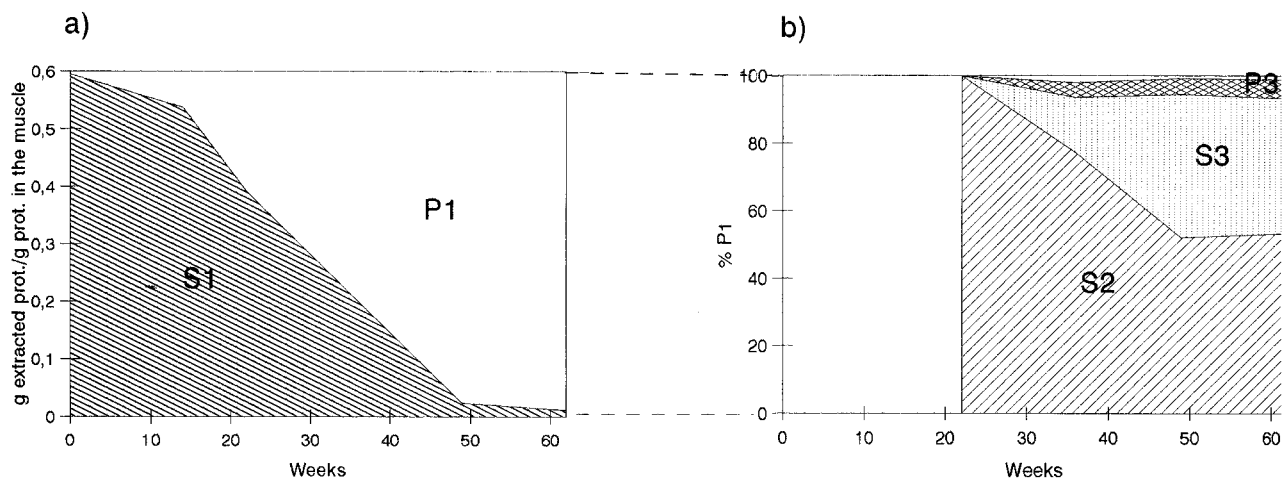 a)
g extracted prot./g prot. in the muscle
0,6
0,5
0,4
0,3
0,2
0,1
0
S1
P1
0 10 20 30 40 50 60
Weeks
b)
% P1
100
80
60
40
20
0
P3
S3
S2
0 10 20 30 40 50 60
Weeks